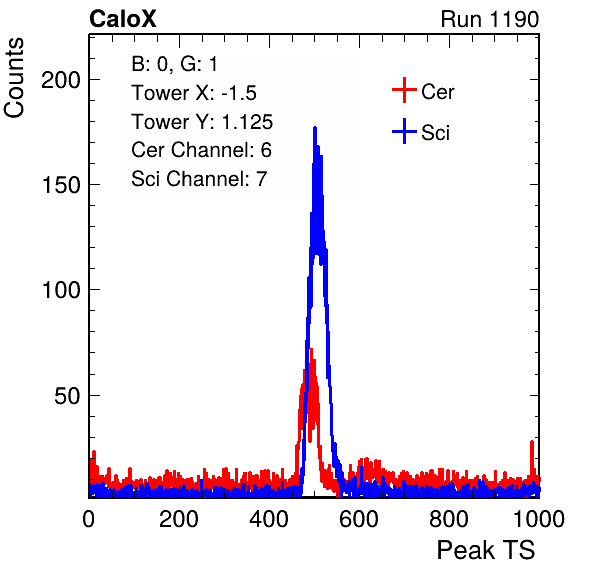 CaloX Run 1190
Counts
B: 0, G: 1
Tower X: -1.5
Tower Y: 1.125
Cer Channel: 6
Sci Channel: 7
Cer
Sci
200
150
100
50
0 200 400 600 800 1000
Peak TS